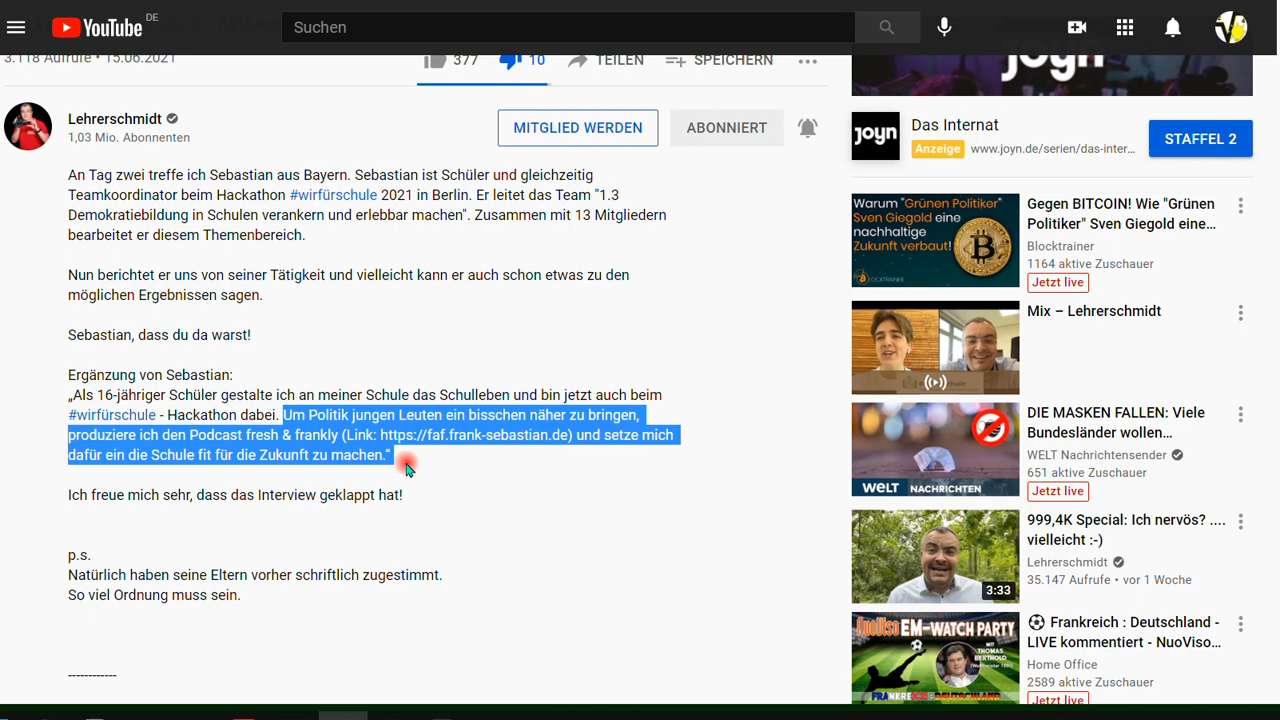 YouTube DE
Suchen
3.118 Aufrufe • 15.06.2021
377
10
TEILEN
SPEICHERN
Lehrerschmidt
1,03 Mio. Abonnenten
MITGLIED WERDEN
ABONNIERT
An Tag zwei treffe ich Sebastian aus Bayern. Sebastian ist Schüler und gleichzeitig
Teamkoordinator beim Hackathon #wirfürschule 2021 in Berlin. Er leitet das Team "1.3
Demokratiebildung in Schulen verankern und erlebbar machen". Zusammen mit 13 Mitgliedern
bearbeitet er diesem Themenbereich.
Nun berichtet er uns von seiner Tätigkeit und vielleicht kann er auch schon etwas zu den
möglichen Ergebnissen sagen.
Sebastian, dass du da warst!
Ergänzung von Sebastian:
„Als 16-jähriger Schüler gestalte ich an meiner Schule das Schulleben und bin jetzt auch beim
#wirfürschule - Hackathon dabei. Um Politik jungen Leuten ein bisschen näher zu bringen,
produziere ich den Podcast fresh & frankly (Link: https://faf.frank-sebastian.de) und setze mich
dafür ein die Schule fit für die Zukunft zu machen.“
Ich freue mich sehr, dass das Interview geklappt hat!
p.s.
Natürlich haben seine Eltern vorher schriftlich zugestimmt.
So viel Ordnung muss sein.
------------
joyn
joyn
Das Internat
Anzeige www.joyn.de/serien/das-inter...
STAFFEL 2
Warum "Grünen Politiker"
Sven Giegold eine
nachhaltige
Zukunft verbaut!
BLOCKTRAINER
Gegen BITCOIN! Wie "Grünen
Politiker" Sven Giegold eine...
Blocktrainer
1164 aktive Zuschauer
Jetzt live
Mix – Lehrerschmidt
WELT NACHRICHTEN
DIE MASKEN FALLEN: Viele
Bundesländer wollen...
WELT Nachrichtensender
651 aktive Zuschauer
Jetzt live
3:33
999,4K Special: Ich nervös? ....
vielleicht :-)
Lehrerschmidt
35.147 Aufrufe • vor 1 Woche
NuoViso EM-WATCH PARTY
MIT
THOMAS
BERTHOLD
FRANKREICH : DEUTSCHLAND
⚽ Frankreich : Deutschland -
LIVE kommentiert - NuoViso...
Home Office
2589 aktive Zuschauer
Jetzt live